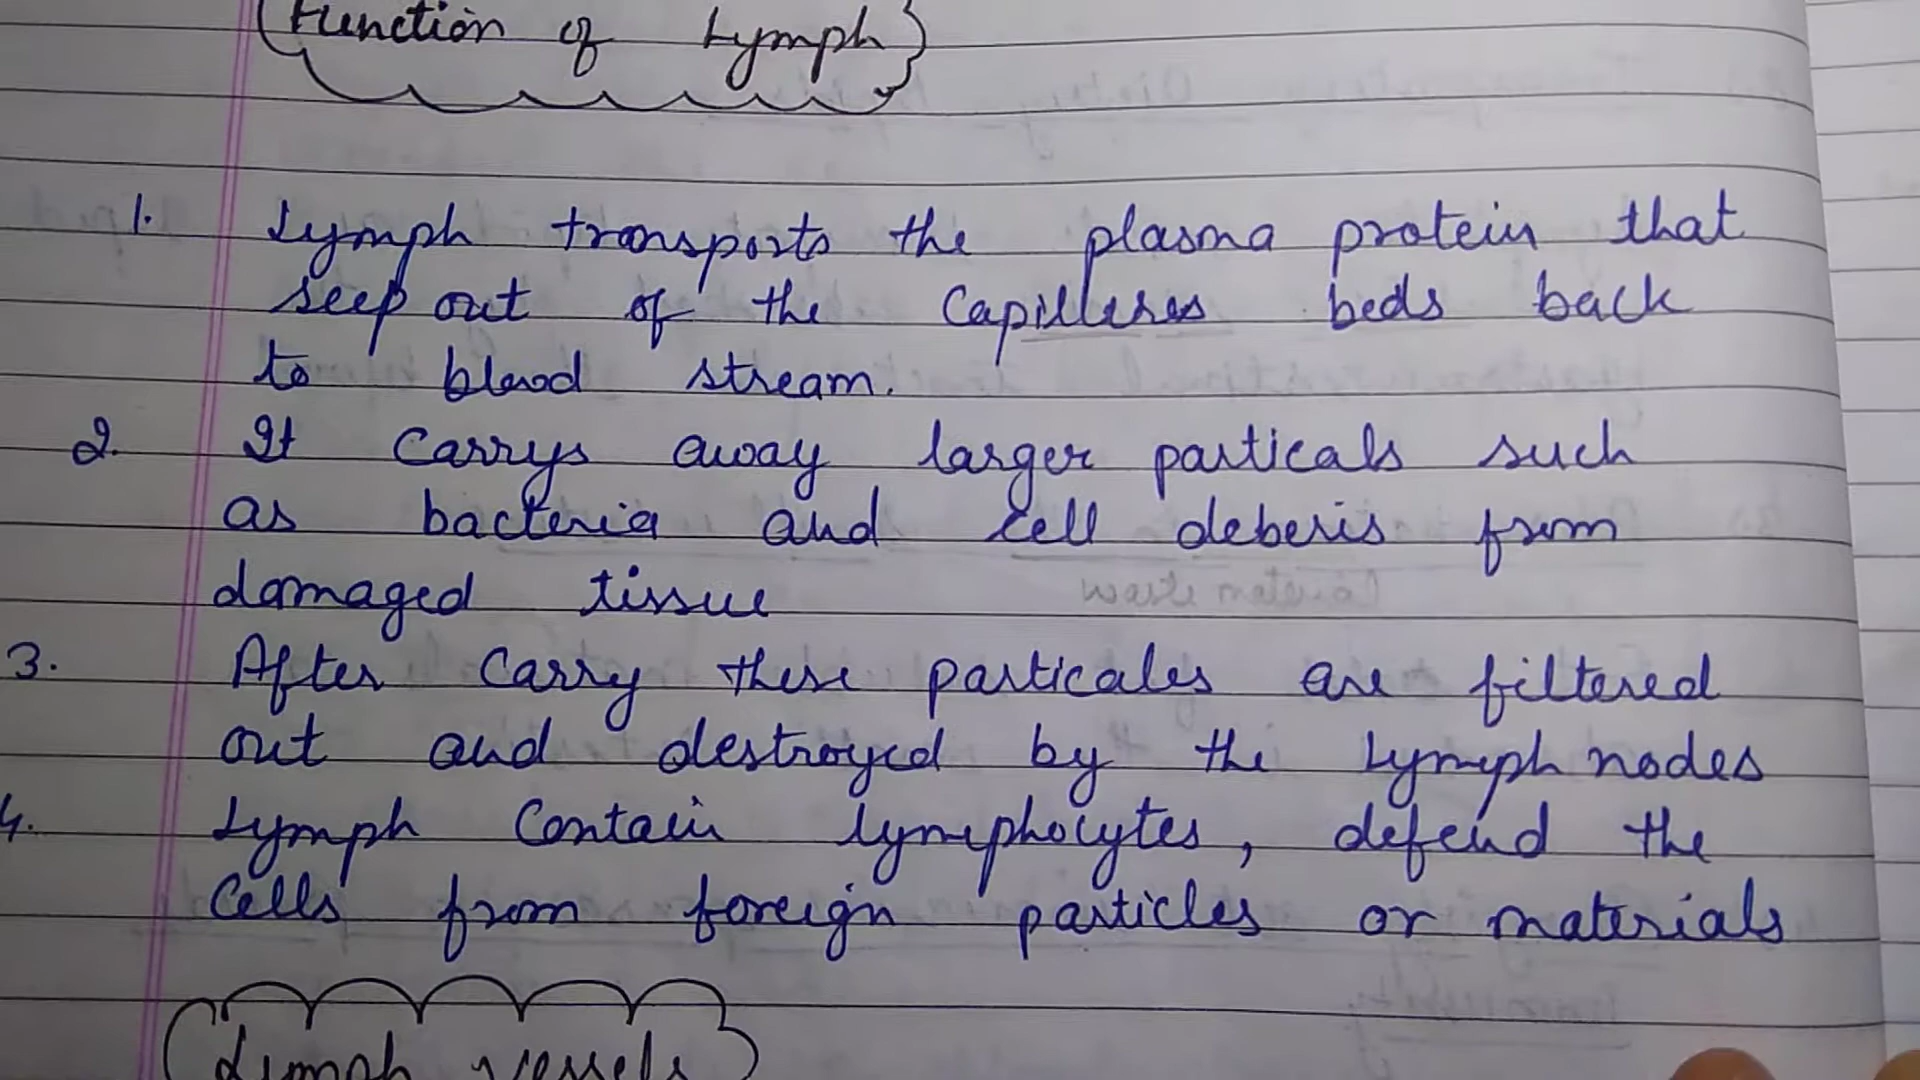 Function of Lymph
1. Lymph transports the plasma protein that
seep out of the Capilleres beds back
to blood stream.
2. It Carrys away larger particals such
as bacteria and cell deberis from
damaged tissue
3. After Carry these particales are filtered
out and destroyed by the Lymph nodes
4. Lymph Contain lymphocytes, defend the
Cells from foreign particles or materials
Lymph vessels